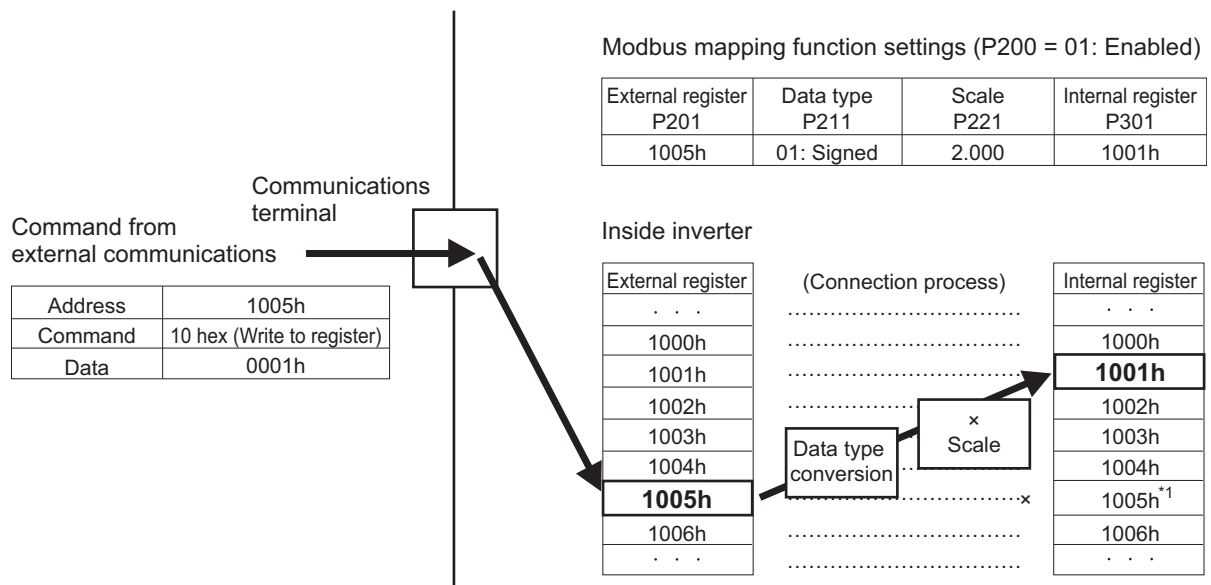 Modbus mapping function settings (P200 = 01: Enabled)
External register Data type Scale Internal register
P201 P211 P221 P301
1005h 01: Signed 2.000 1001h
Communications
terminal
Command from
external communications
Address 1005h
Command 10 hex (Write to register)
Data 0001h
Inside inverter
External register (Connection process) Internal register
· · · ・・・ · · ·
1000h 1000h
1001h 1001h
1002h 1002h
1003h 1003h
1004h 1004h
1005h 1005h*1
1006h 1006h
· · · · · ·
Data type
conversion
×
Scale
×